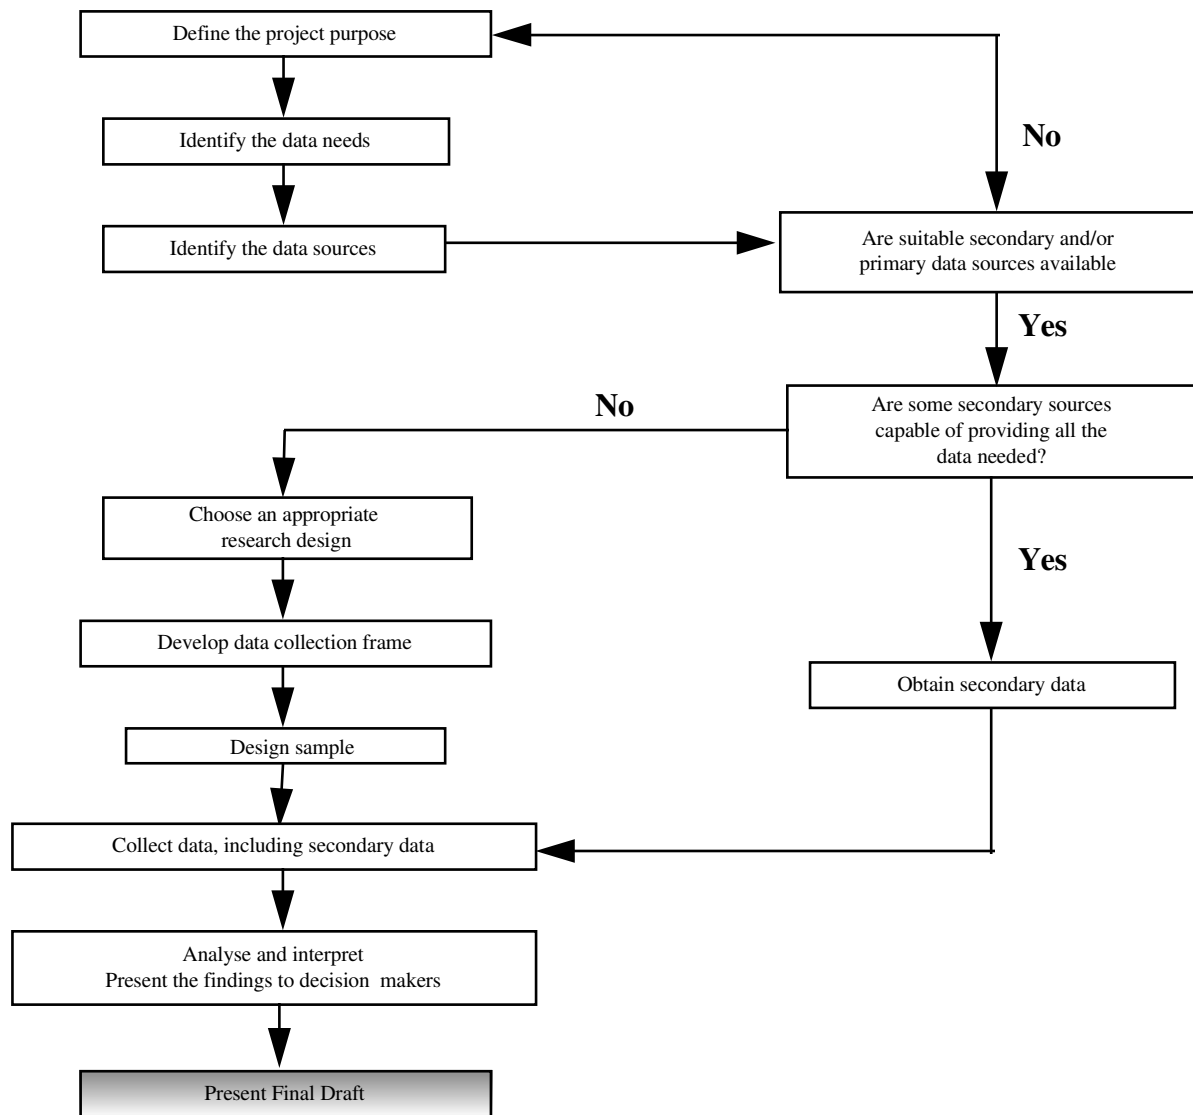 Define the project purpose
No
Identify the data needs
Identify the data sources
Are suitable secondary and/or
primary data sources available
Yes
Are some secondary sources
capable of providing all the
data needed?
No
Choose an appropriate
research design
Yes
Develop data collection frame
Obtain secondary data
Design sample
Collect data, including secondary data
Analyse and interpret
Present the findings to decision makers
Present Final Draft